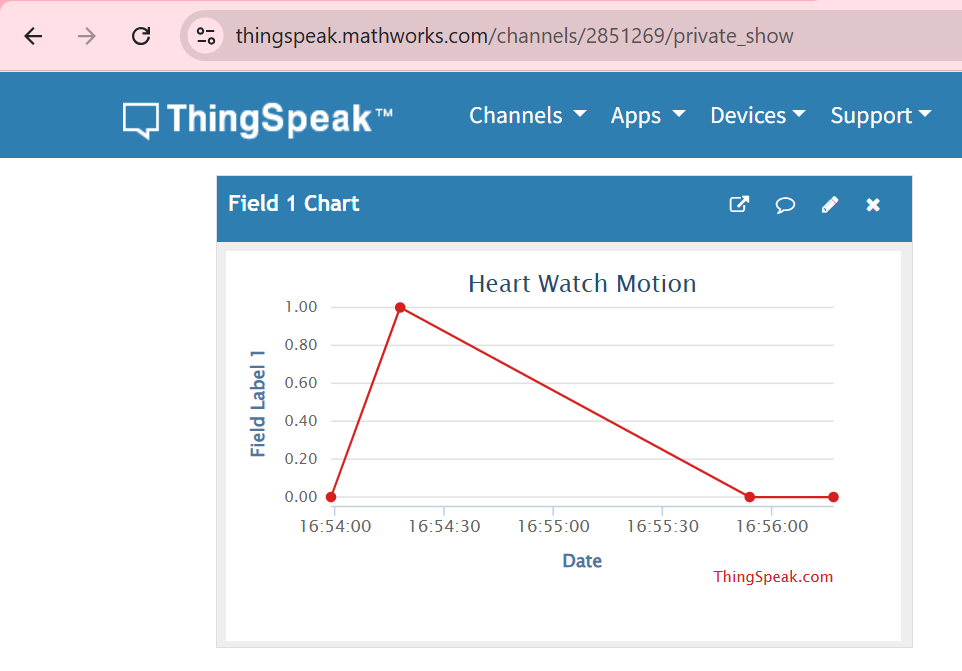 thingspeak.mathworks.com/channels/2851269/private_show
ThingSpeak™ Channels Apps Devices Support
Field 1 Chart
Heart Watch Motion
1.00
0.80
0.60
0.40
0.20
0.00
Field Label 1
16:54:00 16:54:30 16:55:00 16:55:30 16:56:00
Date
ThingSpeak.com